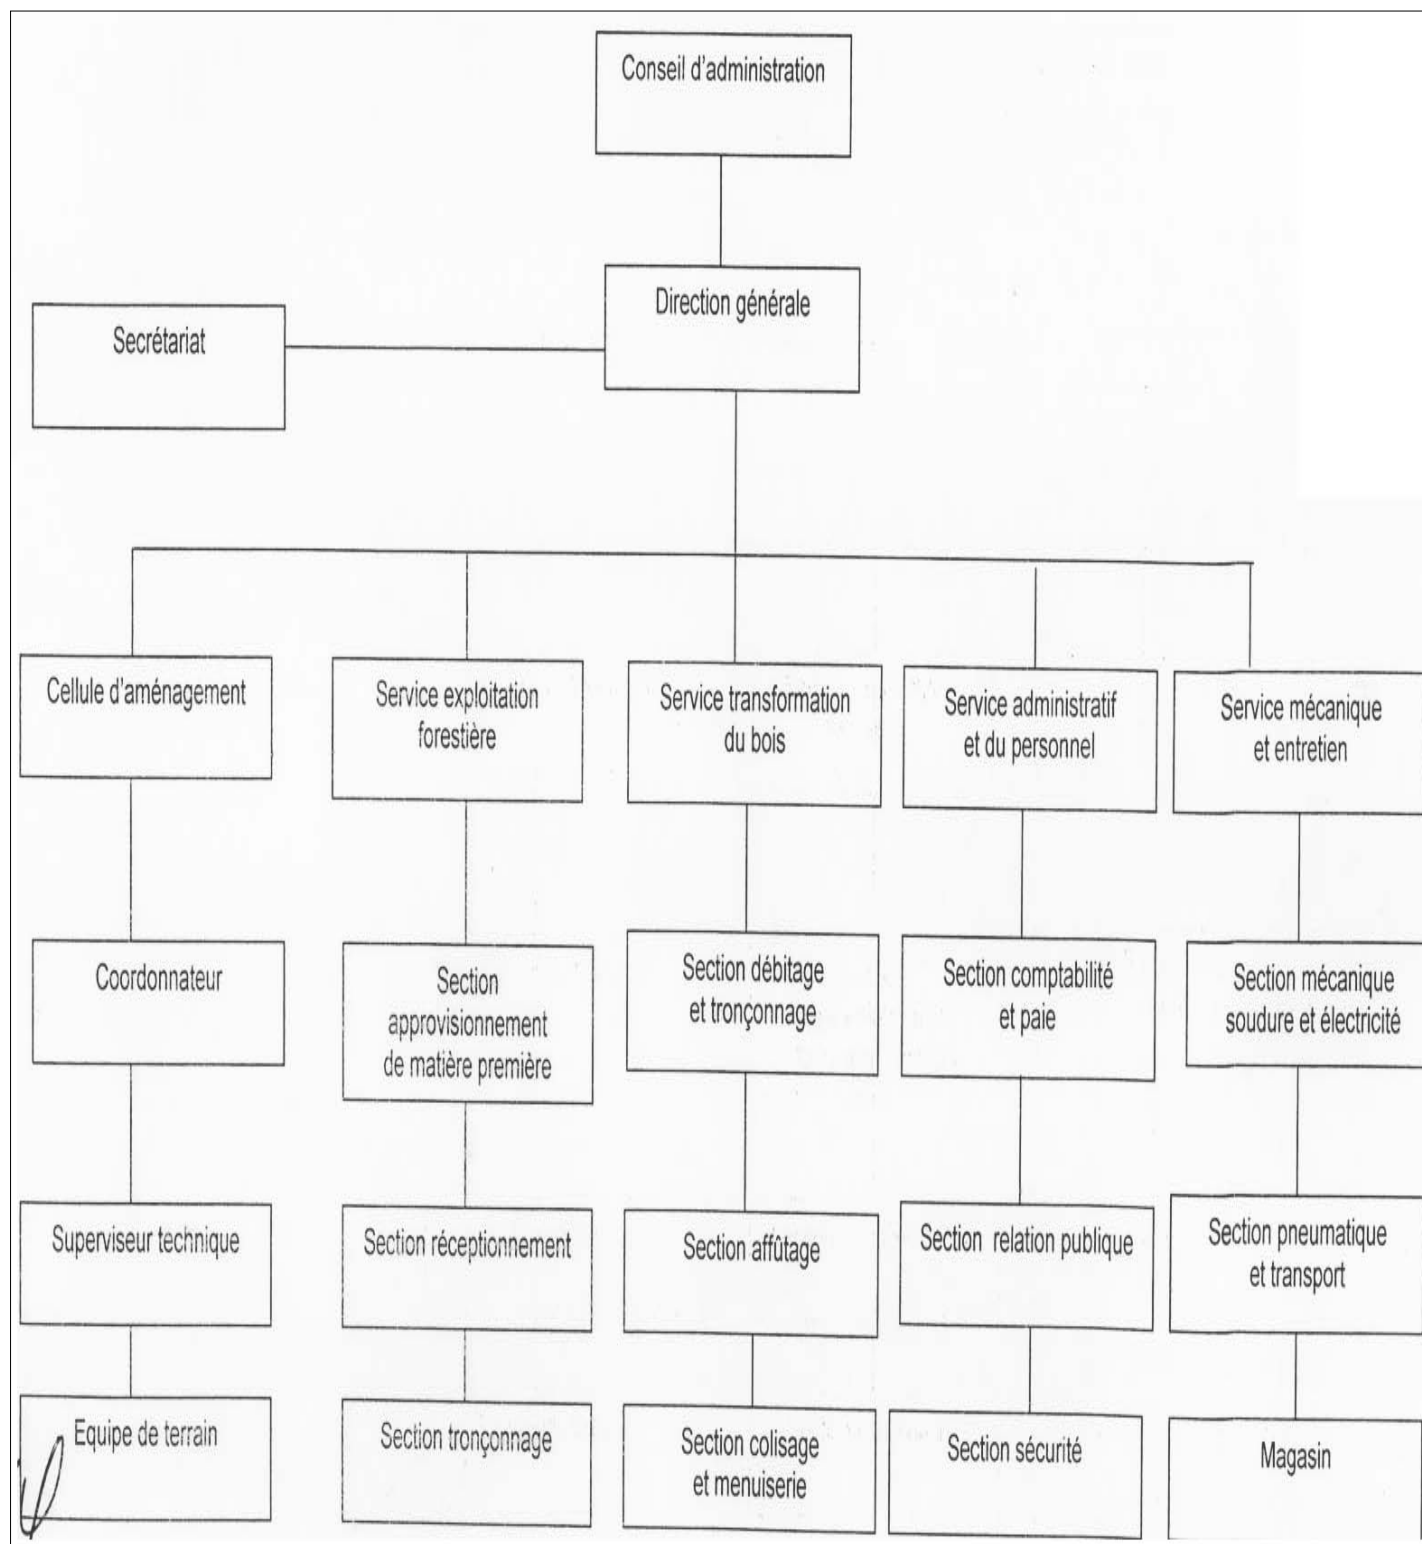 Conseil d'administration
Direction générale
Secrétariat
Cellule d'aménagement
Service exploitation
forestière
Service transformation
du bois
Service administratif
et du personnel
Service mécanique
et entretien
Coordonnateur
Section
approvisionnement
de matière première
Section débitage
et tronçonnage
Section comptabilité
et paie
Section mécanique
soudure et électricité
Superviseur technique
Section réceptionnement
Section affûtage
Section relation publique
Section pneumatique
et transport
Equipe de terrain
Section tronçonnage
Section colisage
et menuiserie
Section sécurité
Magasin